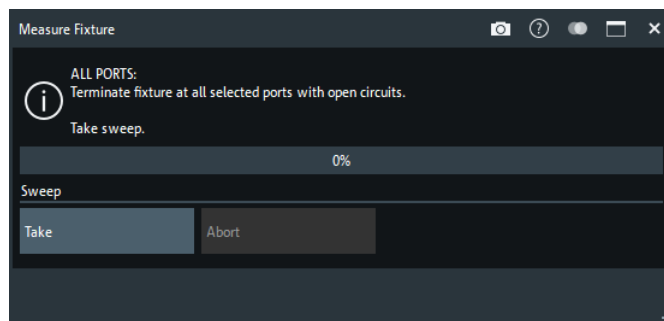 Measure Fixture
ALL PORTS:
Terminate fixture at all selected ports with open circuits.
Take sweep.
0%
Sweep
Take
Abort